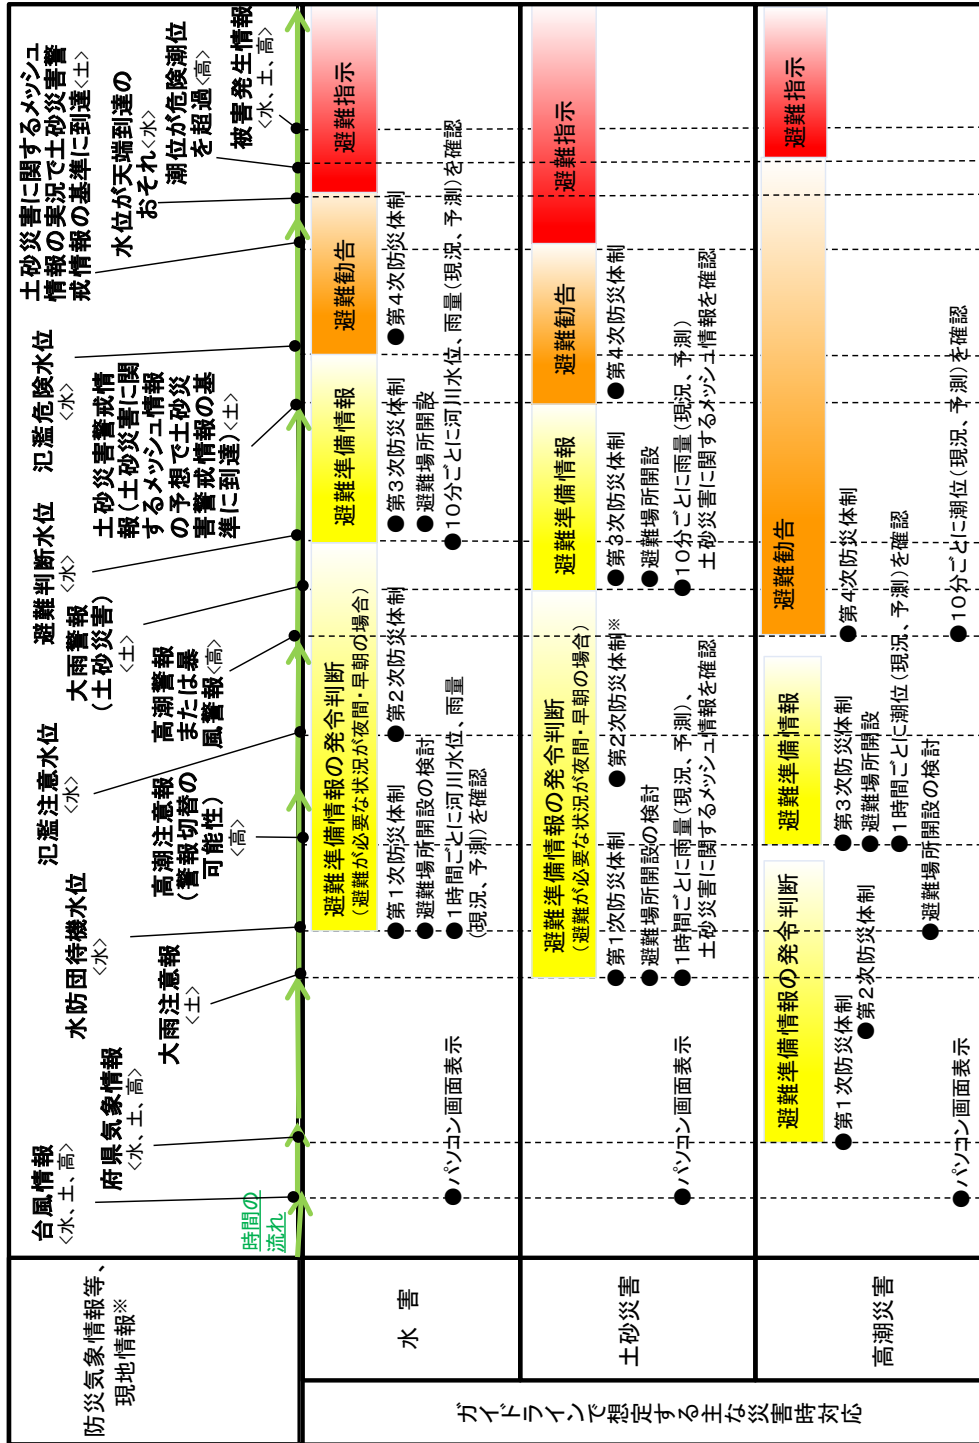 防災気象情報等、
現地情報※
時間の
流れ
台風情報
<水、土、高>
府県気象情報
<水、土、高>
大雨注意報
<土>
水防団待機水位
<水>
高潮注意報
(警報切替の
可能性)
<高>
氾濫注意水位
<水>
高潮警報
または暴
風警報<高>
大雨警報
(土砂災害)
<土>
避難判断水位
<水>
土砂災害警戒情
報(土砂災害に関
するメッシュ情報
の予想で土砂災
害警戒情報の基
準に到達)<土>
氾濫危険水位
<水>
土砂災害に関するメッシュ
情報の実況で土砂災害警
戒情報の基準に到達<土>
水位が天端到達の
おそれ<水>
潮位が危険潮位
を超過<高>
被害発生情報
<水、土、高>
ガイドラインで想定する主な災害時対応
水 害
●パソコン画面表示
避難準備情報の発令判断
(避難が必要な状況が夜間・早朝の場合)
●第1次防災体制
●避難場所開設の検討
●1時間ごとに河川水位、雨量
(現況、予測)を確認
●第2次防災体制
避難準備情報
●第3次防災体制
●避難場所開設
●10分ごとに河川水位、雨量(現況、予測)を確認
避難勧告
●第4次防災体制
避難指示
土砂災害
●パソコン画面表示
避難準備情報の発令判断
(避難が必要な状況が夜間・早朝の場合)
●第1次防災体制
●避難場所開設の検討
●1時間ごとに雨量(現況、予測)、
土砂災害に関するメッシュ情報を確認
●第2次防災体制※
避難準備情報
●第3次防災体制
●避難場所開設
●10分ごとに雨量(現況、予測)
土砂災害に関するメッシュ情報を確認
避難勧告
●第4次防災体制
避難指示
高潮災害
●パソコン画面表示
避難準備情報の発令判断
●第1次防災体制
●第2次防災体制
●避難場所開設の検討
避難準備情報
●第3次防災体制
●避難場所開設
●1時間ごとに潮位(現況、予測)を確認
避難勧告
●第4次防災体制
●10分ごとに潮位(現況、予測)を確認
避難指示